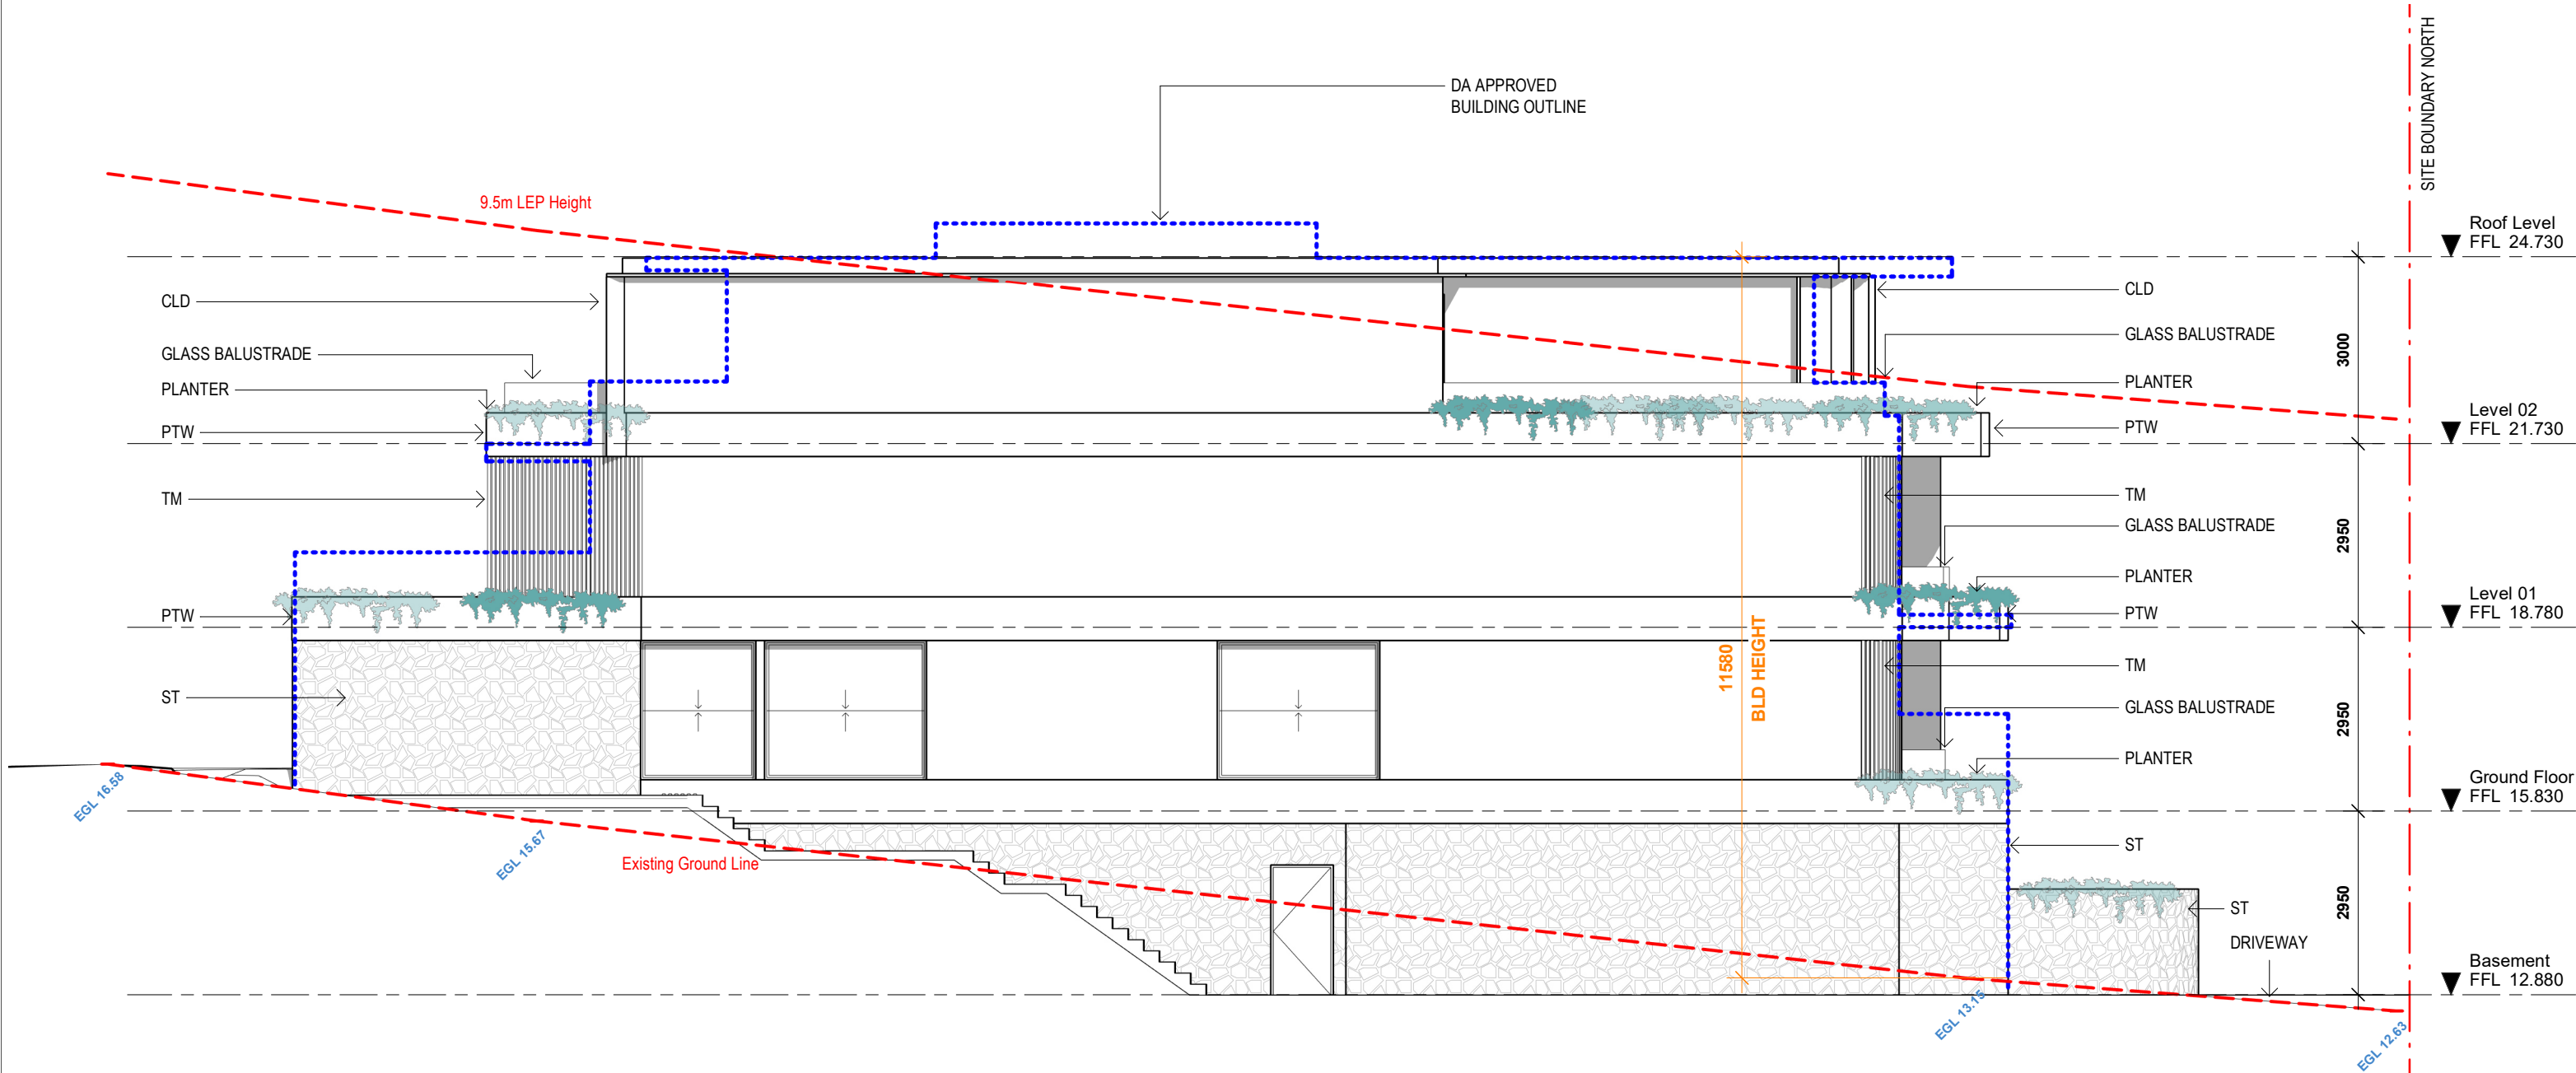 SITE BOUNDARY NORTH
DA APPROVED
BUILDING OUTLINE
9.5m LEP Height
Roof Level
FFL 24.730
CLD
GLASS BALUSTRADE
PLANTER
PTW
TM
PTW
ST
CLD
GLASS BALUSTRADE
PLANTER
PTW
TM
GLASS BALUSTRADE
PLANTER
PTW
TM
GLASS BALUSTRADE
PLANTER
ST
ST
DRIVEWAY
3000
2950
2950
2950
Level 02
FFL 21.730
Level 01
FFL 18.780
Ground Floor
FFL 15.830
Basement
FFL 12.880
11580
BLD HEIGHT
Existing Ground Line
EGL 16.58
EGL 15.67
EGL 13.15
EGL 12.63